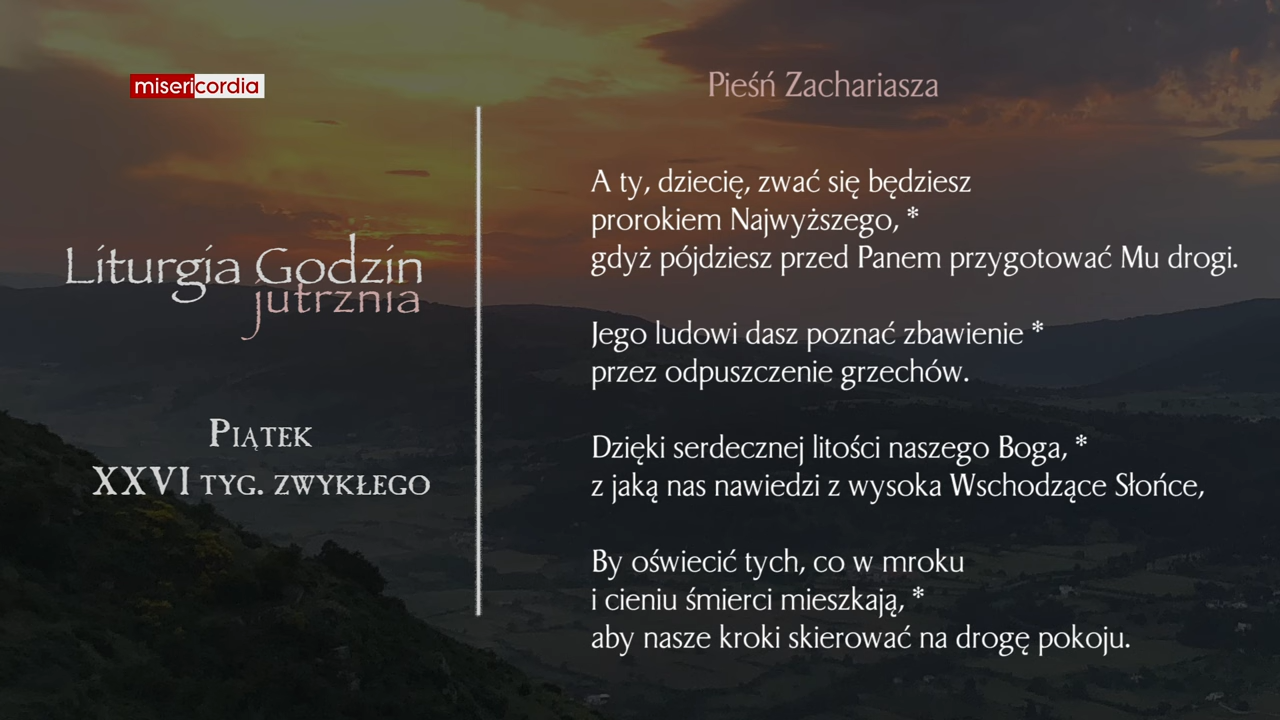 misericordia
Liturgia Godzin
jutrznia
Piątek
XXVI tyg. zwykłego
Pieśń Zachariasza
A ty, dziecię, zwać się będziesz
prorokiem Najwyższego, *
gdyż pójdziesz przed Panem przygotować Mu drogi.
Jego ludowi dasz poznać zbawienie *
przez odpuszczenie grzechów.
Dzięki serdecznej litości naszego Boga, *
z jaką nas nawiedzi z wysoka Wschodzące Słońce,
By oświecić tych, co w mroku
i cieniu śmierci mieszkają, *
aby nasze kroki skierować na drogę pokoju.